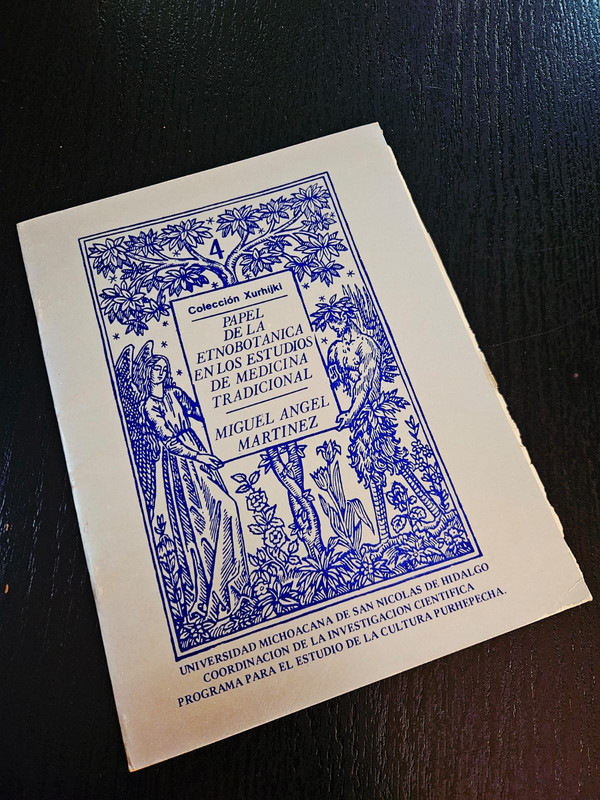 4
Colección Xurhijki
PAPEL
DE LA
ETNOBOTANICA
EN LOS ESTUDIOS
DE MEDICINA
TRADICIONAL
MIGUEL ANGEL
MARTINEZ
UNIVERSIDAD MICHOACANA DE SAN NICOLAS DE HIDALGO
COORDINACION DE LA INVESTIGACION CIENTIFICA
PROGRAMA PARA EL ESTUDIO DE LA CULTURA PURHEPECHA.